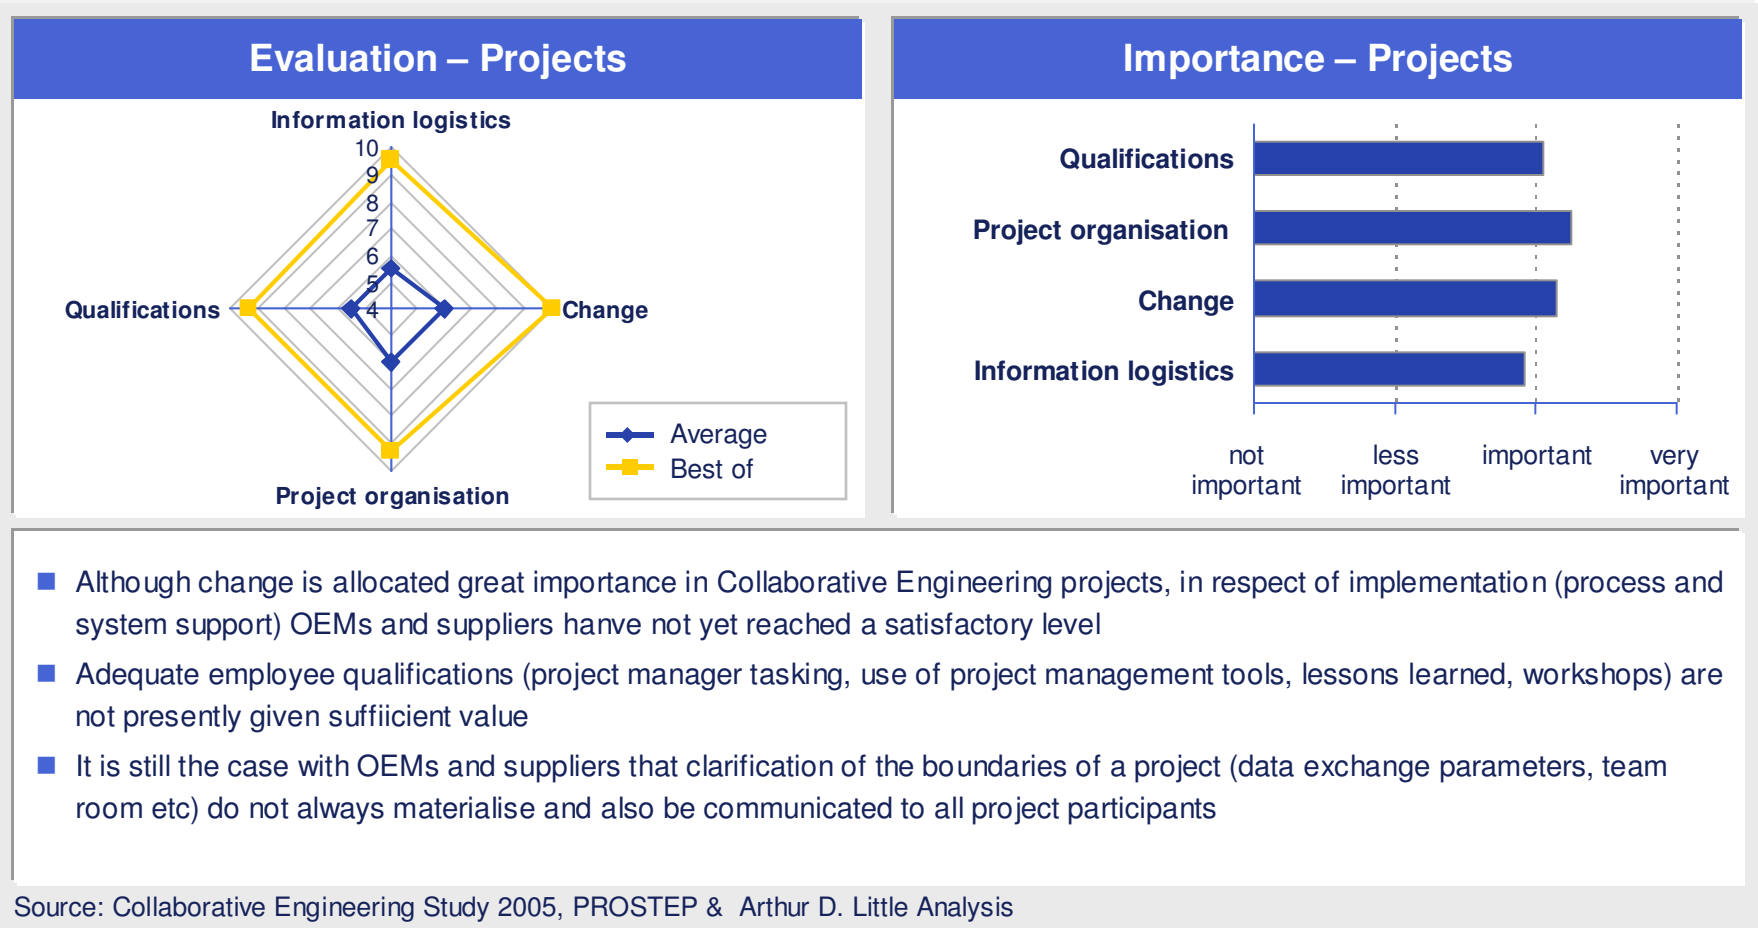 Evaluation – Projects
Information logistics
10
9
8
7
6
5
4
Qualifications
Change
Project organisation
Average
Best of
Importance – Projects
Qualifications
Project organisation
Change
Information logistics
not important
less important
important
very important
Although change is allocated great importance in Collaborative Engineering projects, in respect of implementation (process and
system support) OEMs and suppliers hanve not yet reached a satisfactory level
Adequate employee qualifications (project manager tasking, use of project management tools, lessons learned, workshops) are
not presently given suffiicient value
It is still the case with OEMs and suppliers that clarification of the boundaries of a project (data exchange parameters, team
room etc) do not always materialise and also be communicated to all project participants
Source: Collaborative Engineering Study 2005, PROSTEP & Arthur D. Little Analysis